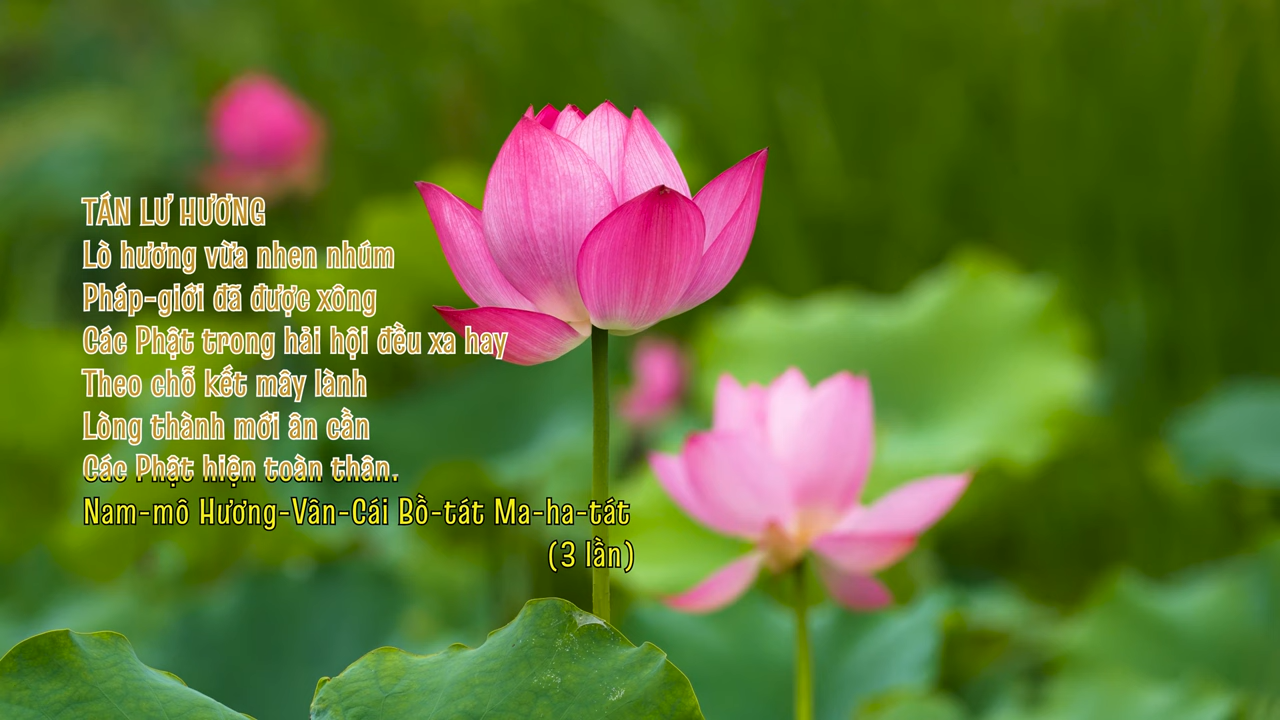 TÁN LƯ HƯƠNG
Lò hương vừa nhen nhúm
Pháp-giới đã được xông
Các Phật trong hải hội đều xa hay
Theo chỗ kết mây lành
Lòng thành mới ân cần
Các Phật hiện toàn thân.
Nam-mô Hương-Vân-Cái Bồ-tát Ma-ha-tát
(3 lần)